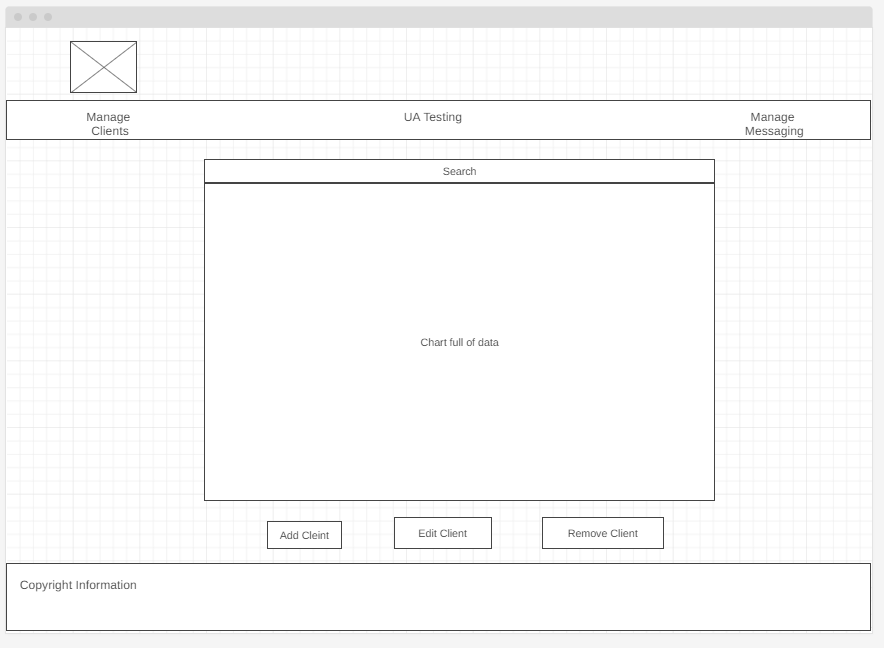 Manage
Clients
UA Testing
Manage
Messaging
Search
Chart full of data
Add Cleint
Edit Client
Remove Client
Copyright Information